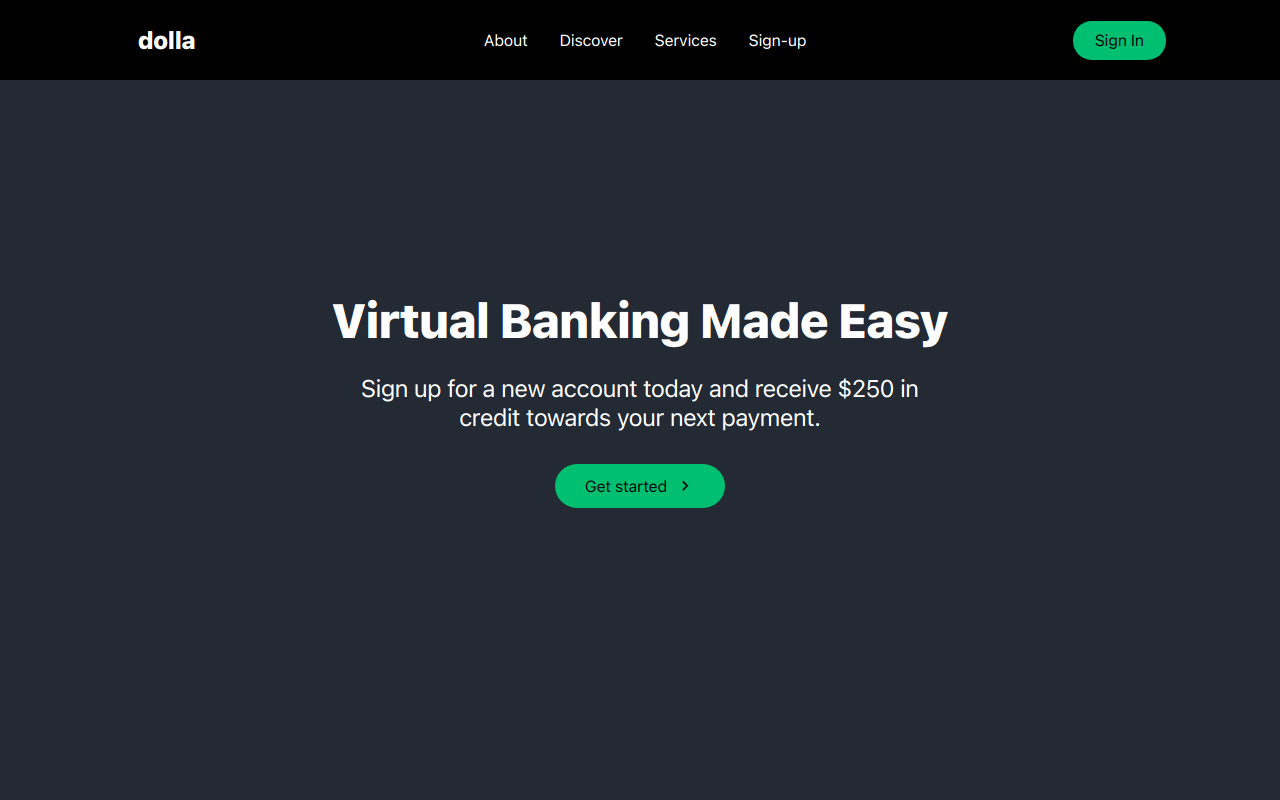 dolla
About
Discover
Services
Sign-up
Sign In
Virtual Banking Made Easy
Sign up for a new account today and receive $250 in
credit towards your next payment.
Get started